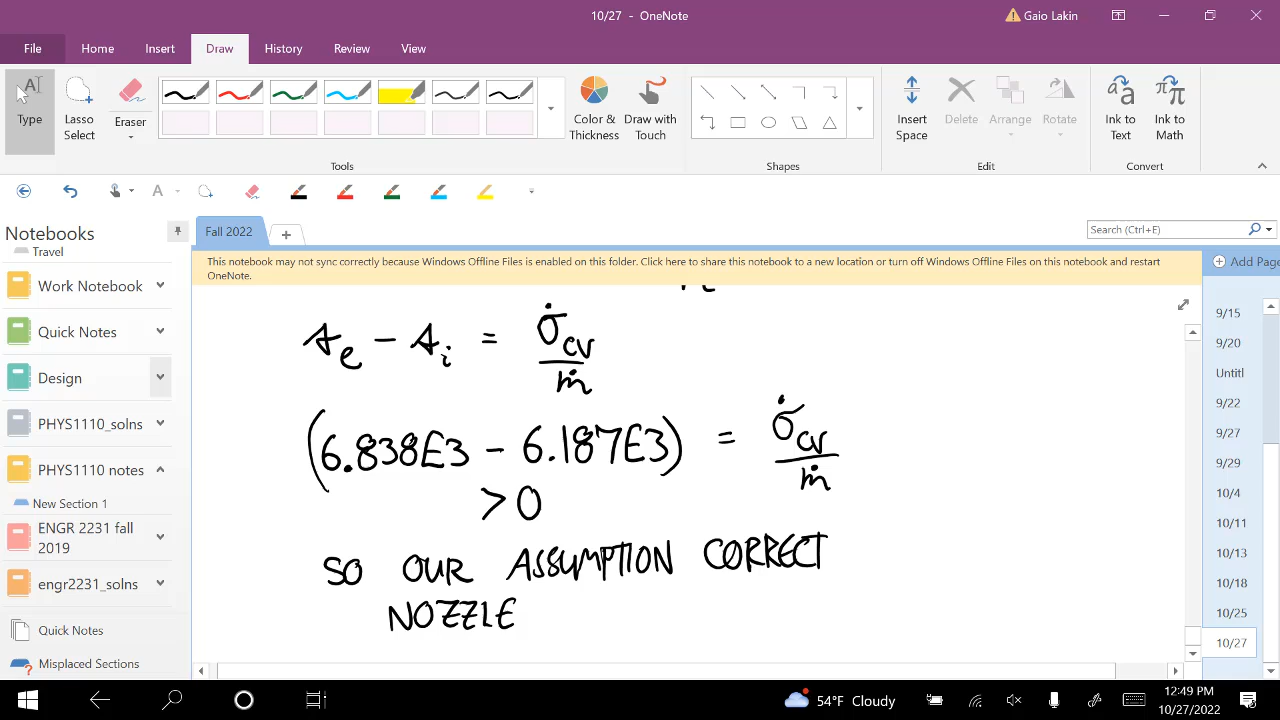 10/27 - OneNote
Gaio Lakin
File Home Insert Draw History Review View
Type
Lasso Select
Eraser
Color & Thickness
Draw with Touch
Insert Space
Delete
Arrange
Rotate
Ink to Text
Ink to Math
Tools
Shapes
Edit
Convert
A
Notebooks
Travel
Work Notebook
Quick Notes
Design
PHYS1110_solns
PHYS1110 notes
New Section 1
ENGR 2231 fall 2019
engr2231_solns
Quick Notes
Misplaced Sections
Fall 2022
Search (Ctrl+E)
This notebook may not sync correctly because Windows Offline Files is enabled on this folder. Click here to share this notebook to a new location or turn off Windows Offline Files on this notebook and restart
OneNote.
Add Page
9/15
9/20
Untitl
9/22
9/27
9/29
10/4
10/11
10/13
10/18
10/25
10/27
s_e - s_i = σ̇_cv / ṁ
(6.838E3 - 6.187E3) = σ̇_cv / ṁ
>0
SO OUR ASSUMPTION CORRECT
NOZZLE
54°F Cloudy
12:49 PM
10/27/2022